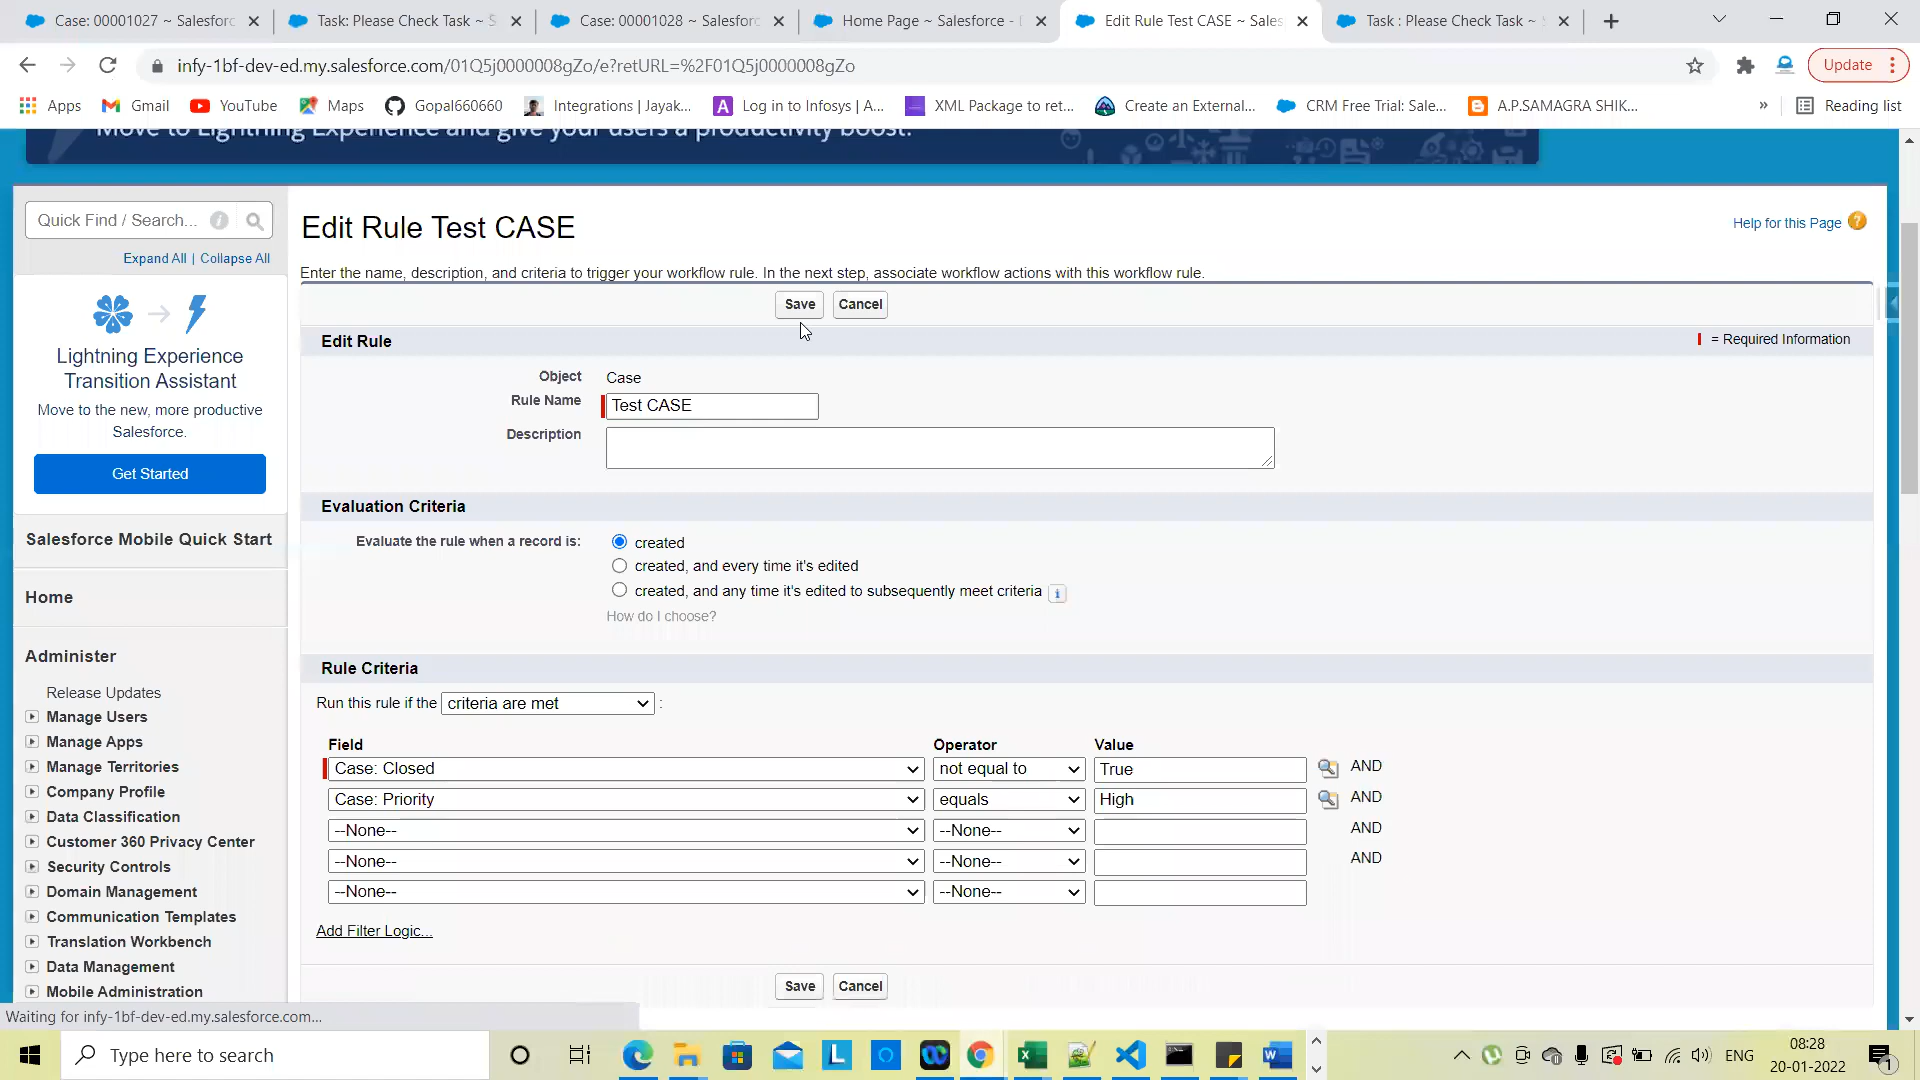 Case: 00001027 ~ Salesforc
Task: Please Check Task ~ S
Case: 00001028 ~ Salesforc
Home Page ~ Salesforce -
Edit Rule Test CASE ~ Sales
Task : Please Check Task ~
infy-1bf-dev-ed.my.salesforce.com/01Q5j0000008gZo/e?retURL=%2F01Q5j0000008gZo
Update
Apps
Gmail
YouTube
Maps
Gopal660060
Integrations | Jayak...
Log in to Infosys | A...
XML Package to ret...
Create an External...
CRM Free Trial: Sale...
A.P.SAMAGRA SHIK...
»
Reading list
Move to Lightning Experience and give your users a productivity boost.
Quick Find / Search...
Expand All | Collapse All
Lightning Experience
Transition Assistant
Move to the new, more productive
Salesforce.
Get Started
Salesforce Mobile Quick Start
Home
Administer
Release Updates
Manage Users
Manage Apps
Manage Territories
Company Profile
Data Classification
Customer 360 Privacy Center
Security Controls
Domain Management
Communication Templates
Translation Workbench
Data Management
Mobile Administration
Edit Rule Test CASE
Help for this Page
Enter the name, description, and criteria to trigger your workflow rule. In the next step, associate workflow actions with this workflow rule.
Save Cancel
Edit Rule
= Required Information
Object Case
Rule Name Test CASE
Description
Evaluation Criteria
Evaluate the rule when a record is: created
created, and every time it's edited
created, and any time it's edited to subsequently meet criteria
How do I choose?
Rule Criteria
Run this rule if the criteria are met :
Field Operator Value
Case: Closed not equal to True AND
Case: Priority equals High AND
--None-- --None-- AND
--None-- --None-- AND
--None-- --None--
Add Filter Logic...
Save Cancel
Waiting for infy-1bf-dev-ed.my.salesforce.com...
Type here to search
ENG
08:28
20-01-2022
1